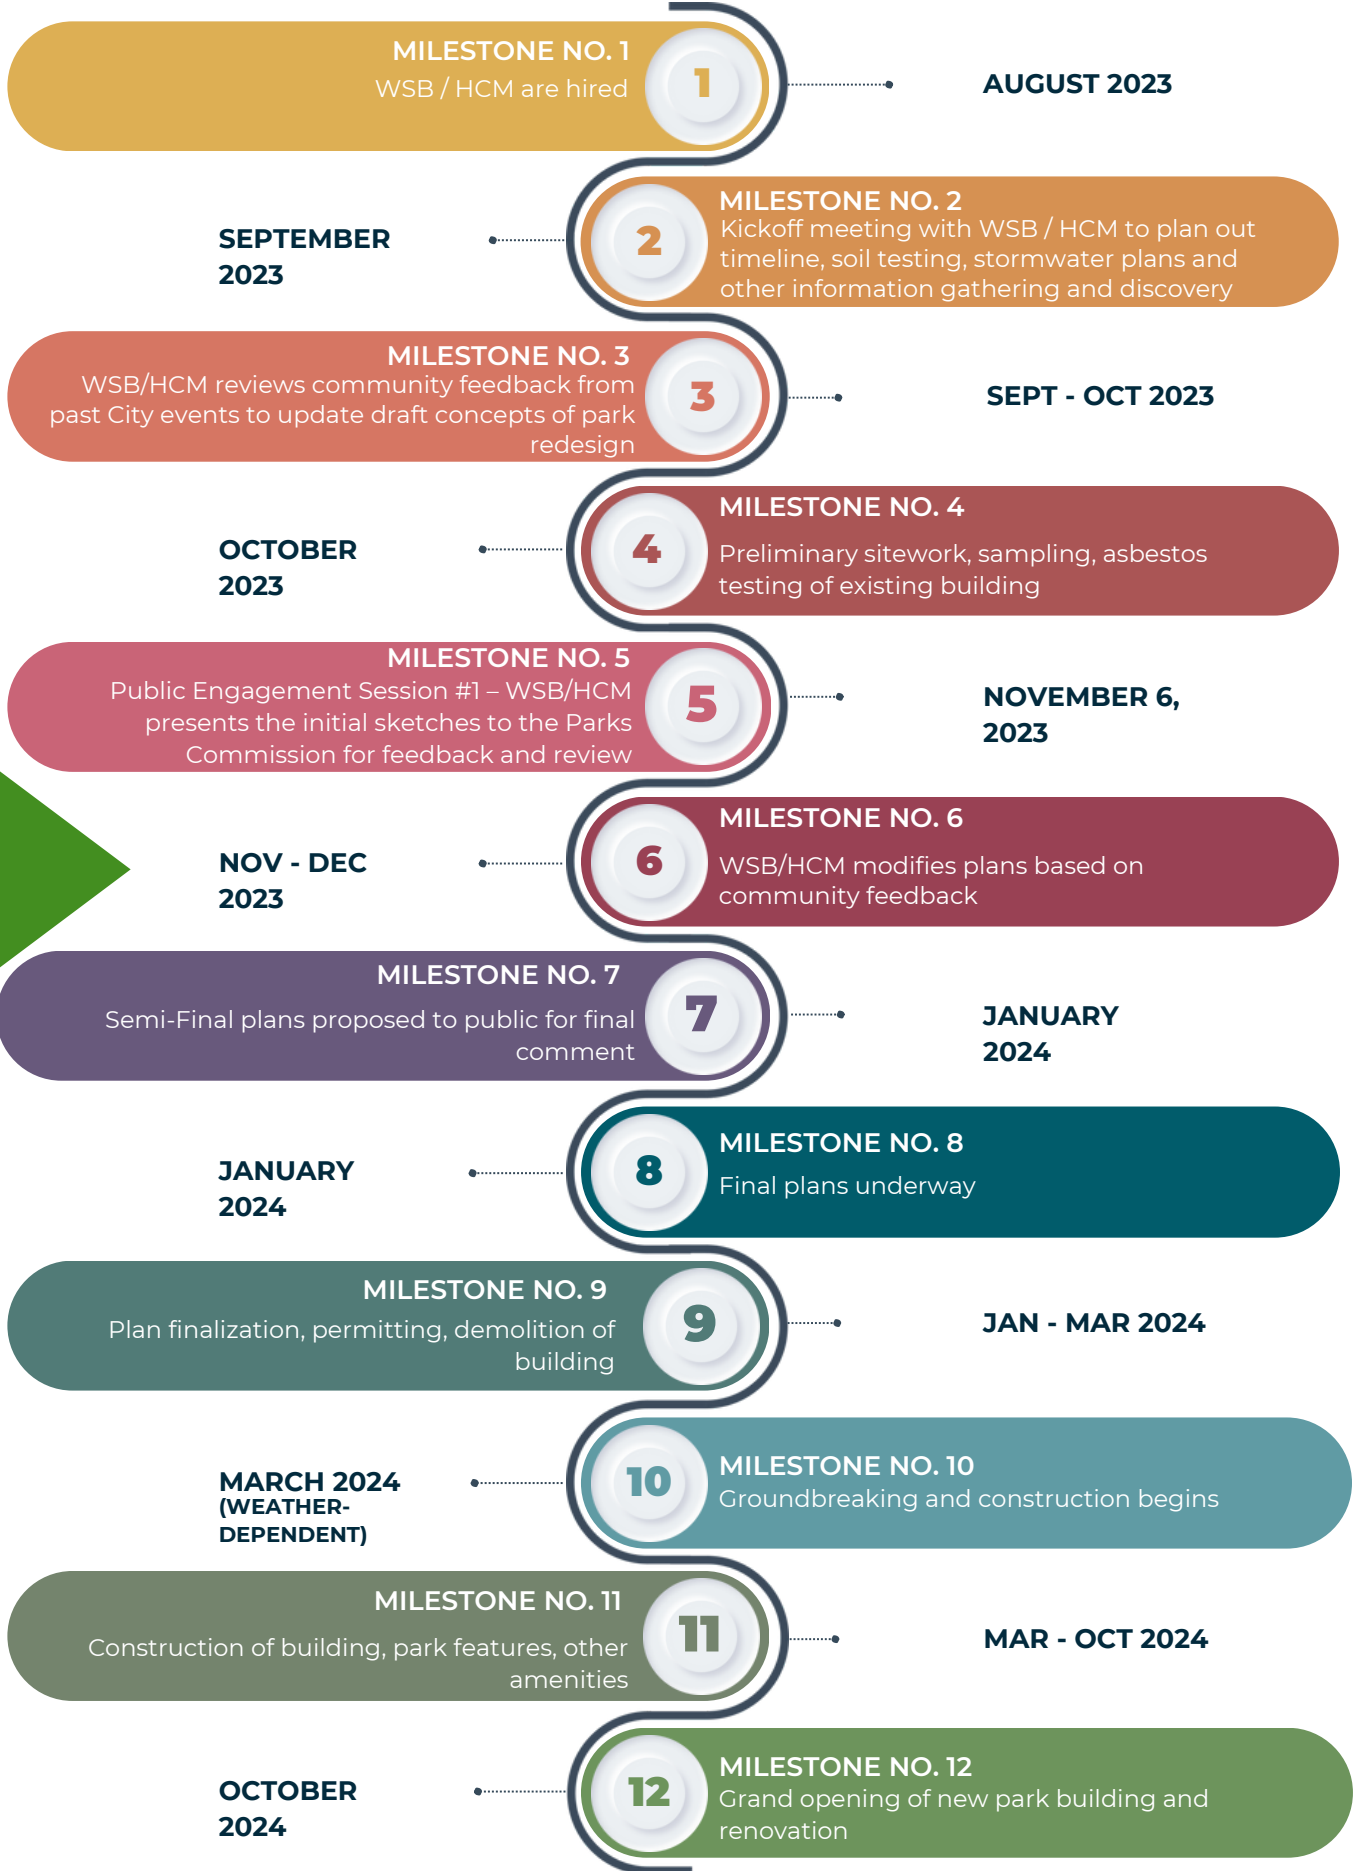 MILESTONE NO. 1
WSB / HCM are hired
1
AUGUST 2023
SEPTEMBER
2023
2
MILESTONE NO. 2
Kickoff meeting with WSB / HCM to plan out
timeline, soil testing, stormwater plans and
other information gathering and discovery
MILESTONE NO. 3
WSB/HCM reviews community feedback from
past City events to update draft concepts of park
redesign
3
SEPT - OCT 2023
OCTOBER
2023
4
MILESTONE NO. 4
Preliminary sitework, sampling, asbestos
testing of existing building
MILESTONE NO. 5
Public Engagement Session #1 – WSB/HCM
presents the initial sketches to the Parks
Commission for feedback and review
5
NOVEMBER 6,
2023
NOV - DEC
2023
6
MILESTONE NO. 6
WSB/HCM modifies plans based on
community feedback
MILESTONE NO. 7
Semi-Final plans proposed to public for final
comment
7
JANUARY
2024
JANUARY
2024
8
MILESTONE NO. 8
Final plans underway
MILESTONE NO. 9
Plan finalization, permitting, demolition of
building
9
JAN - MAR 2024
MARCH 2024
(WEATHER-
DEPENDENT)
10
MILESTONE NO. 10
Groundbreaking and construction begins
MILESTONE NO. 11
Construction of building, park features, other
amenities
11
MAR - OCT 2024
OCTOBER
2024
12
MILESTONE NO. 12
Grand opening of new park building and
renovation